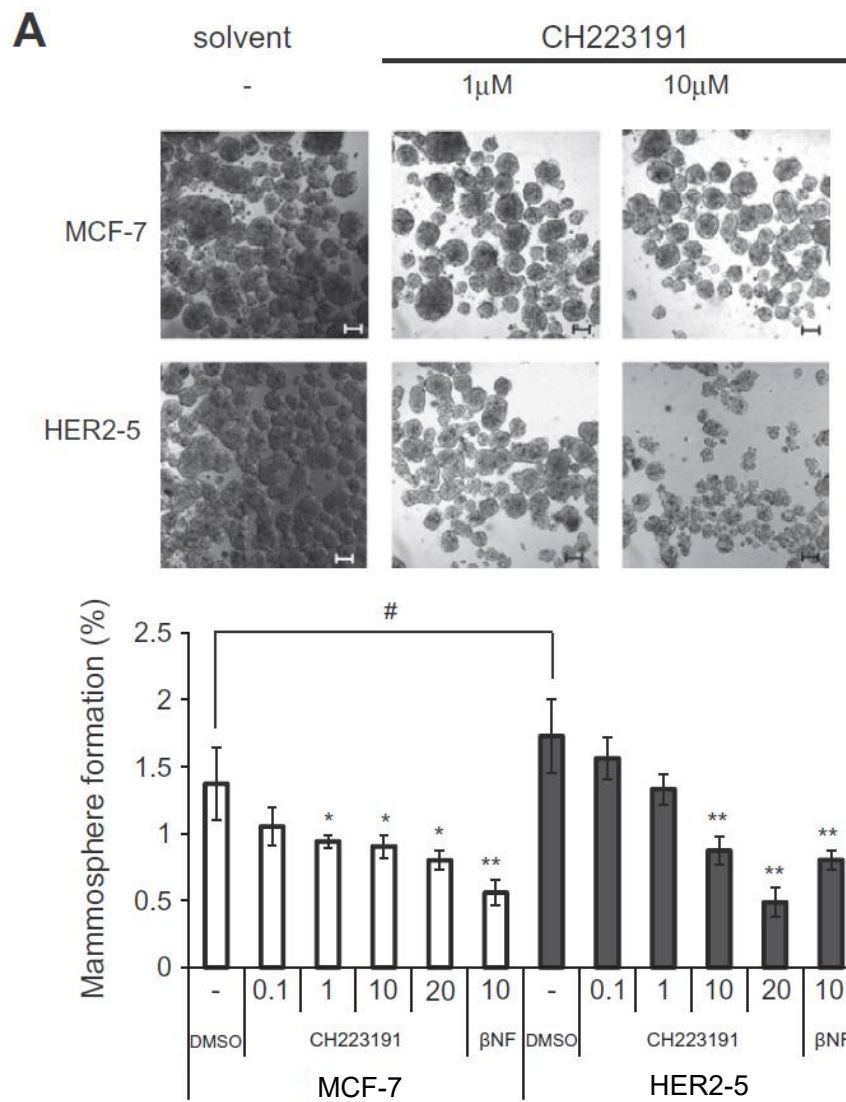 A
solvent CH223191
- 1μM 10μM
MCF-7
HER2-5
Mammosphere formation (%)
#
2.5
2
1.5
1
0.5
0
* * * ** ** ** **
- 0.1 1 10 20 10 - 0.1 1 10 20 10
DMSO CH223191 βNF DMSO CH223191 βNF
MCF-7 HER2-5